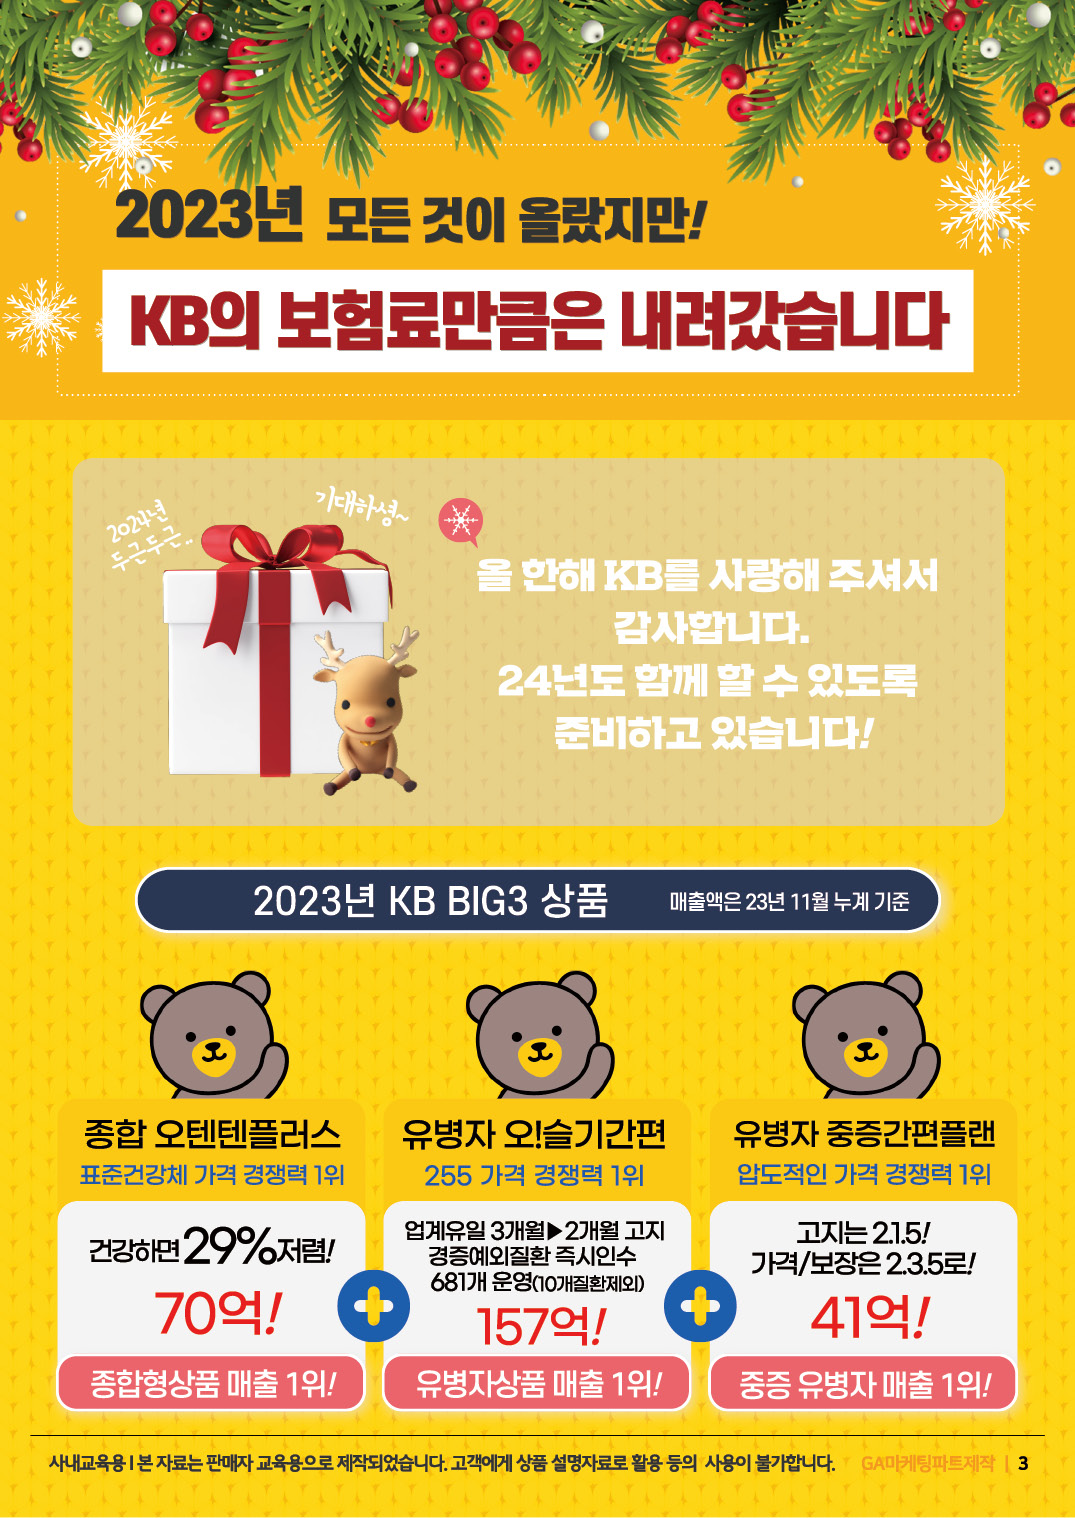 2023년 모든 것이 올랐지만!
KB의 보험료만큼은 내려갔습니다
2024년
두근두근..
기대하셩~
올 한해 KB를 사랑해 주셔서
감사합니다.
24년도 함께 할 수 있도록
준비하고 있습니다!
2023년 KB BIG3 상품 매출액은 23년 11월 누계 기준
종합 오텐텐플러스
표준건강체 가격 경쟁력 1위
건강하면 29%저렴!
70억!
종합형상품 매출 1위!
유병자 오!슬기간편
255 가격 경쟁력 1위
업계유일 3개월▶2개월 고지
경증예외질환 즉시인수
681개 운영(10개질환제외)
157억!
유병자상품 매출 1위!
유병자 중증간편플랜
압도적인 가격 경쟁력 1위
고지는 2.1.5!
가격/보장은 2.3.5로!
41억!
중증 유병자 매출 1위!
사내교육용 I 본 자료는 판매자 교육용으로 제작되었습니다. 고객에게 상품 설명자료로 활용 등의 사용이 불가합니다. GA마케팅파트제작 | 3